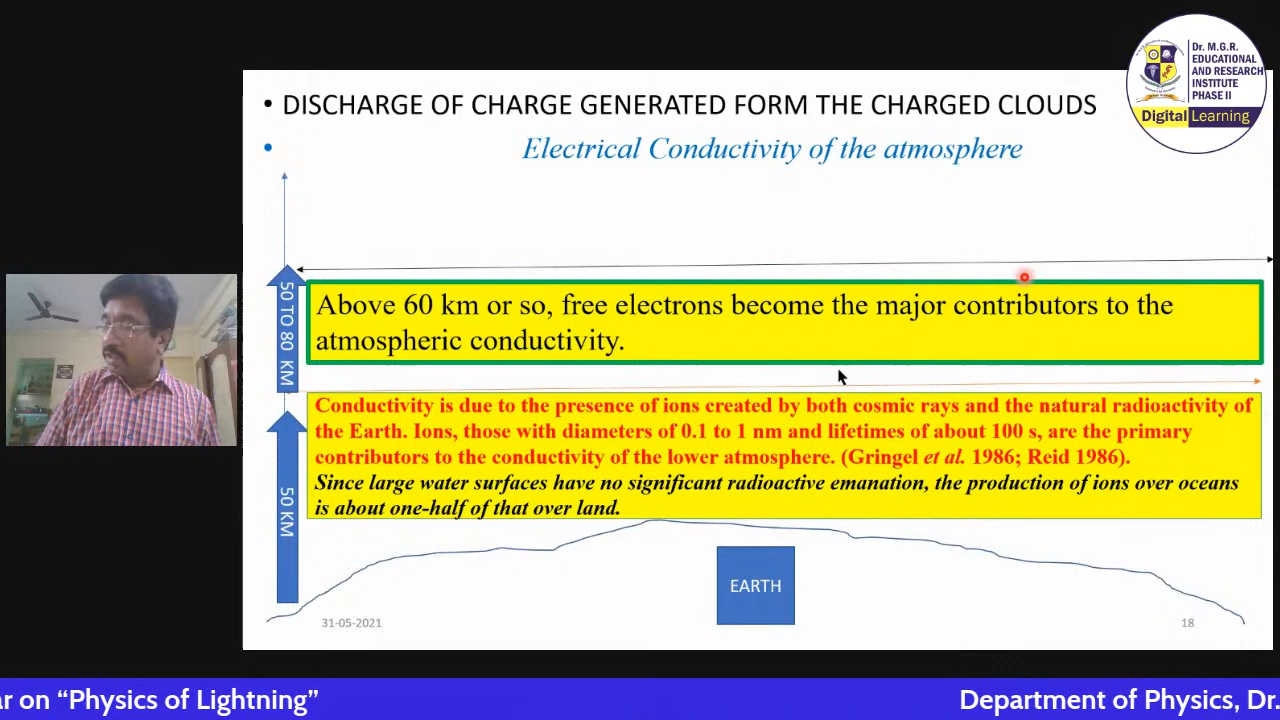 Dr. M.G.R.
EDUCATIONAL
AND RESEARCH
INSTITUTE
PHASE II
Digital Learning
• DISCHARGE OF CHARGE GENERATED FORM THE CHARGED CLOUDS
• Electrical Conductivity of the atmosphere
50 TO 80 KM
Above 60 km or so, free electrons become the major contributors to the
atmospheric conductivity.
50 KM
Conductivity is due to the presence of ions created by both cosmic rays and the natural radioactivity of
the Earth. Ions, those with diameters of 0.1 to 1 nm and lifetimes of about 100 s, are the primary
contributors to the conductivity of the lower atmosphere. (Gringel et al. 1986; Reid 1986).
Since large water surfaces have no significant radioactive emanation, the production of ions over oceans
is about one-half of that over land.
EARTH
31-05-2021
18
ar on “Physics of Lightning”
Department of Physics, Dr.